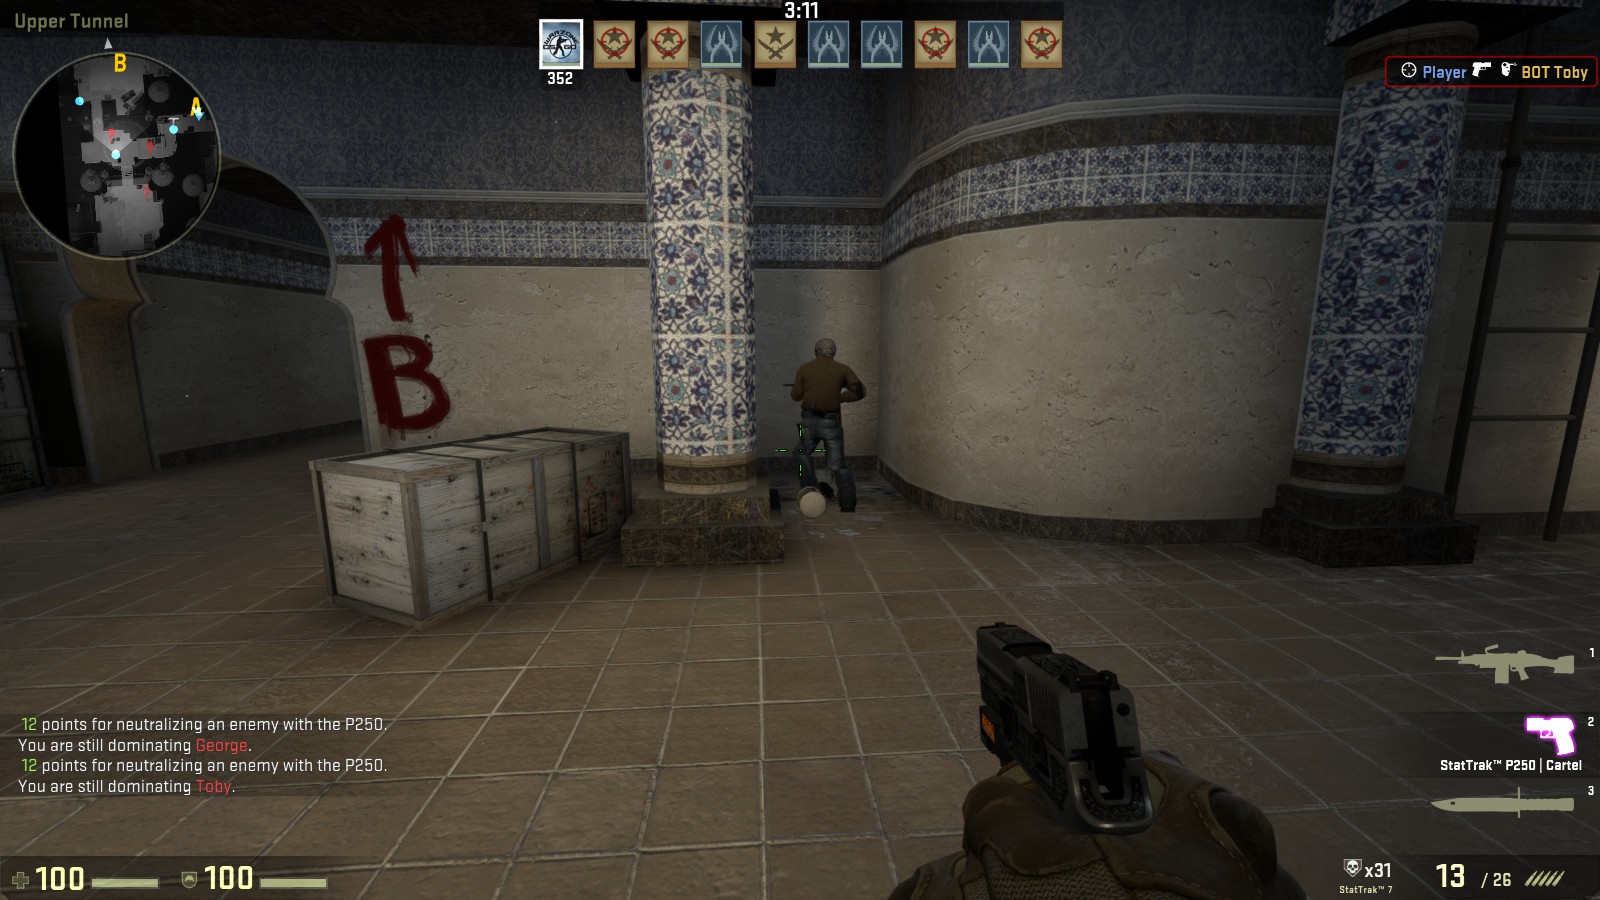 Upper Tunnel
3:11
B
A
352
Player BOT Toby
B
12 points for neutralizing an enemy with the P250.
You are still dominating George.
12 points for neutralizing an enemy with the P250.
You are still dominating Toby.
1
2
StatTrak™ P250 | Cartel
3
100
100
x31
StatTrak™ 7
13 / 26